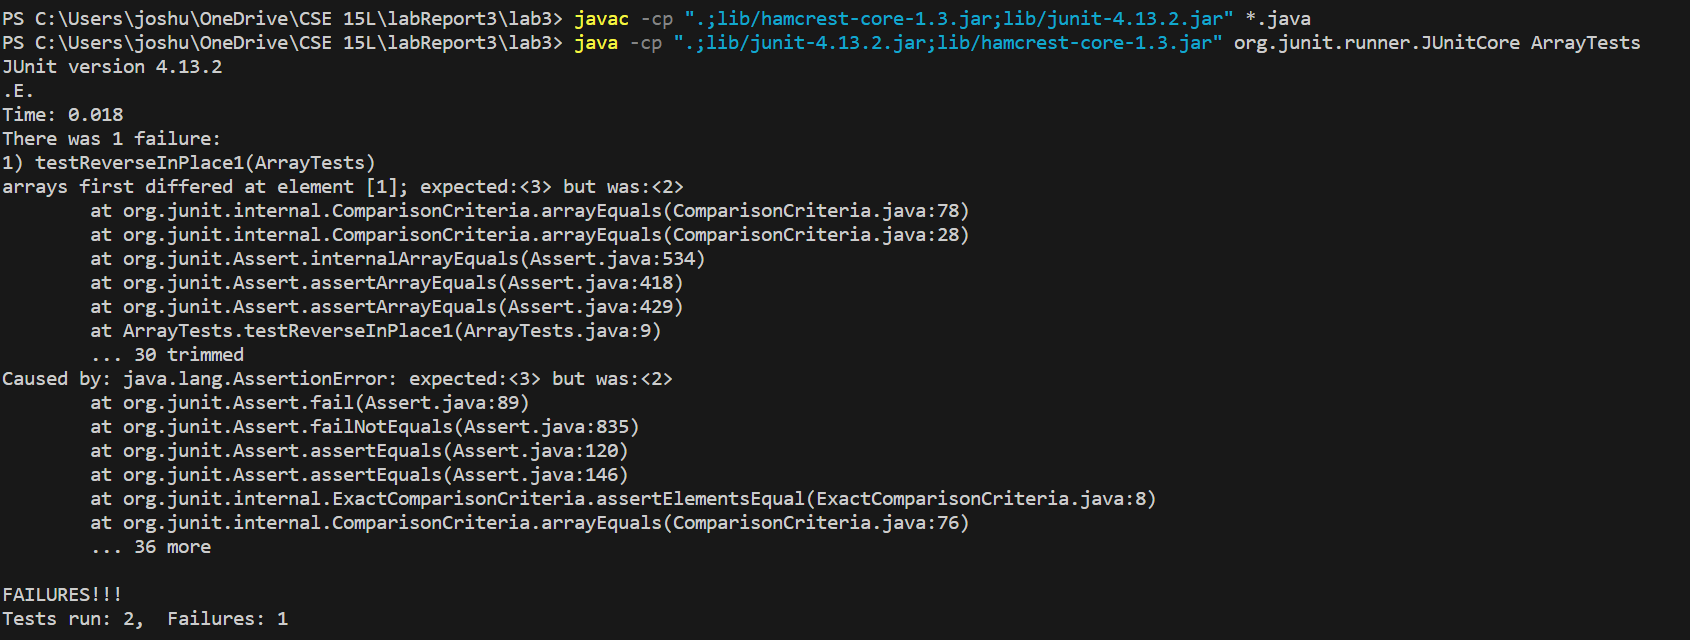 PS C:\Users\joshu\OneDrive\CSE 15L\labReport3\lab3> javac -cp ".;lib/hamcrest-core-1.3.jar;lib/junit-4.13.2.jar" *.java
PS C:\Users\joshu\OneDrive\CSE 15L\labReport3\lab3> java -cp ".;lib/junit-4.13.2.jar;lib/hamcrest-core-1.3.jar" org.junit.runner.JUnitCore ArrayTests
JUnit version 4.13.2
.E.
Time: 0.018
There was 1 failure:
1) testReverseInPlace1(ArrayTests)
arrays first differed at element [1]; expected:<3> but was:<2>
        at org.junit.internal.ComparisonCriteria.arrayEquals(ComparisonCriteria.java:78)
        at org.junit.internal.ComparisonCriteria.arrayEquals(ComparisonCriteria.java:28)
        at org.junit.Assert.internalArrayEquals(Assert.java:534)
        at org.junit.Assert.assertArrayEquals(Assert.java:418)
        at org.junit.Assert.assertArrayEquals(Assert.java:429)
        at ArrayTests.testReverseInPlace1(ArrayTests.java:9)
        ... 30 trimmed
Caused by: java.lang.AssertionError: expected:<3> but was:<2>
        at org.junit.Assert.fail(Assert.java:89)
        at org.junit.Assert.failNotEquals(Assert.java:835)
        at org.junit.Assert.assertEquals(Assert.java:120)
        at org.junit.Assert.assertEquals(Assert.java:146)
        at org.junit.internal.ExactComparisonCriteria.assertElementsEqual(ExactComparisonCriteria.java:8)
        at org.junit.internal.ComparisonCriteria.arrayEquals(ComparisonCriteria.java:76)
        ... 36 more

FAILURES!!!
Tests run: 2,  Failures: 1